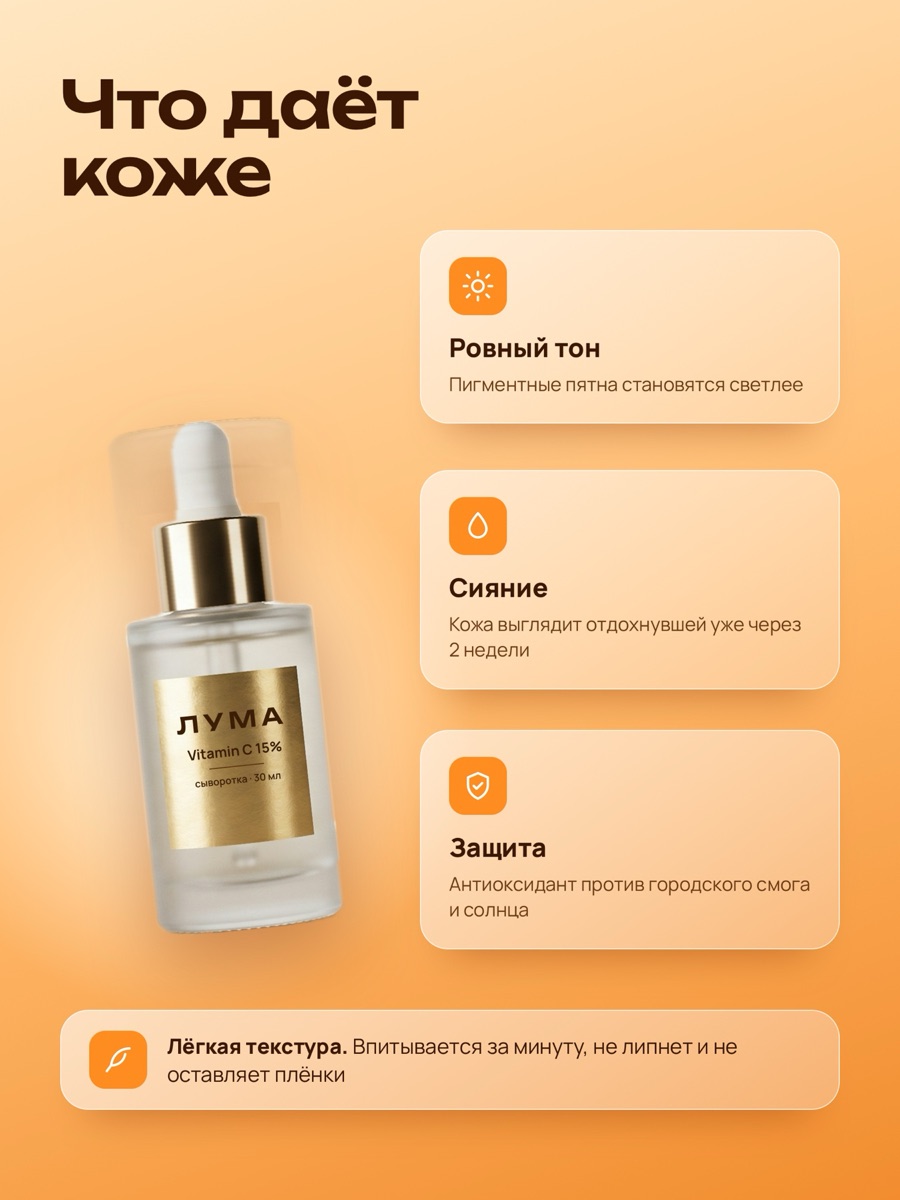 Что даёт
коже
Ровный тон
Пигментные пятна становятся светлее
Сияние
Кожа выглядит отдохнувшей уже через
2 недели
ЛУМА
Vitamin C 15%
сыворотка · 30 мл
Защита
Антиоксидант против городского смога
и солнца
Лёгкая текстура. Впитывается за минуту, не липнет и не
оставляет плёнки